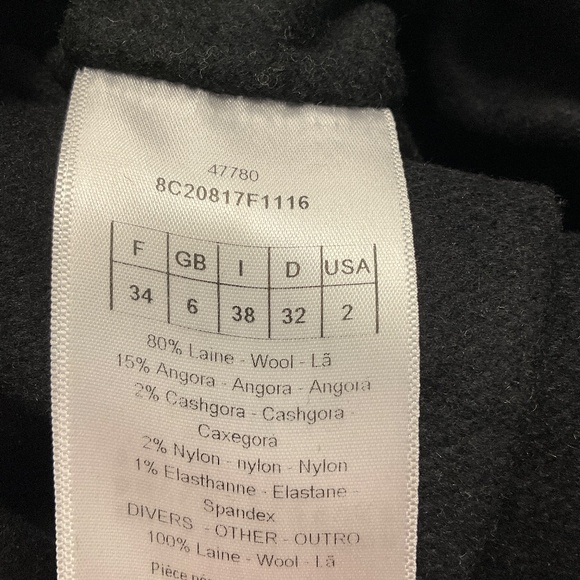 47780
8C20817F1116
F GB I D USA
34 6 38 32 2
80% Laine - Wool - Lã
15% Angora - Angora - Angora
2% Cashgora - Cashgora -
Caxegora
2% Nylon - nylon - Nylon
1% Elasthanne - Elastane -
Spandex
DIVERS - OTHER - OUTRO
100% Laine - Wool - Lã
Pièce